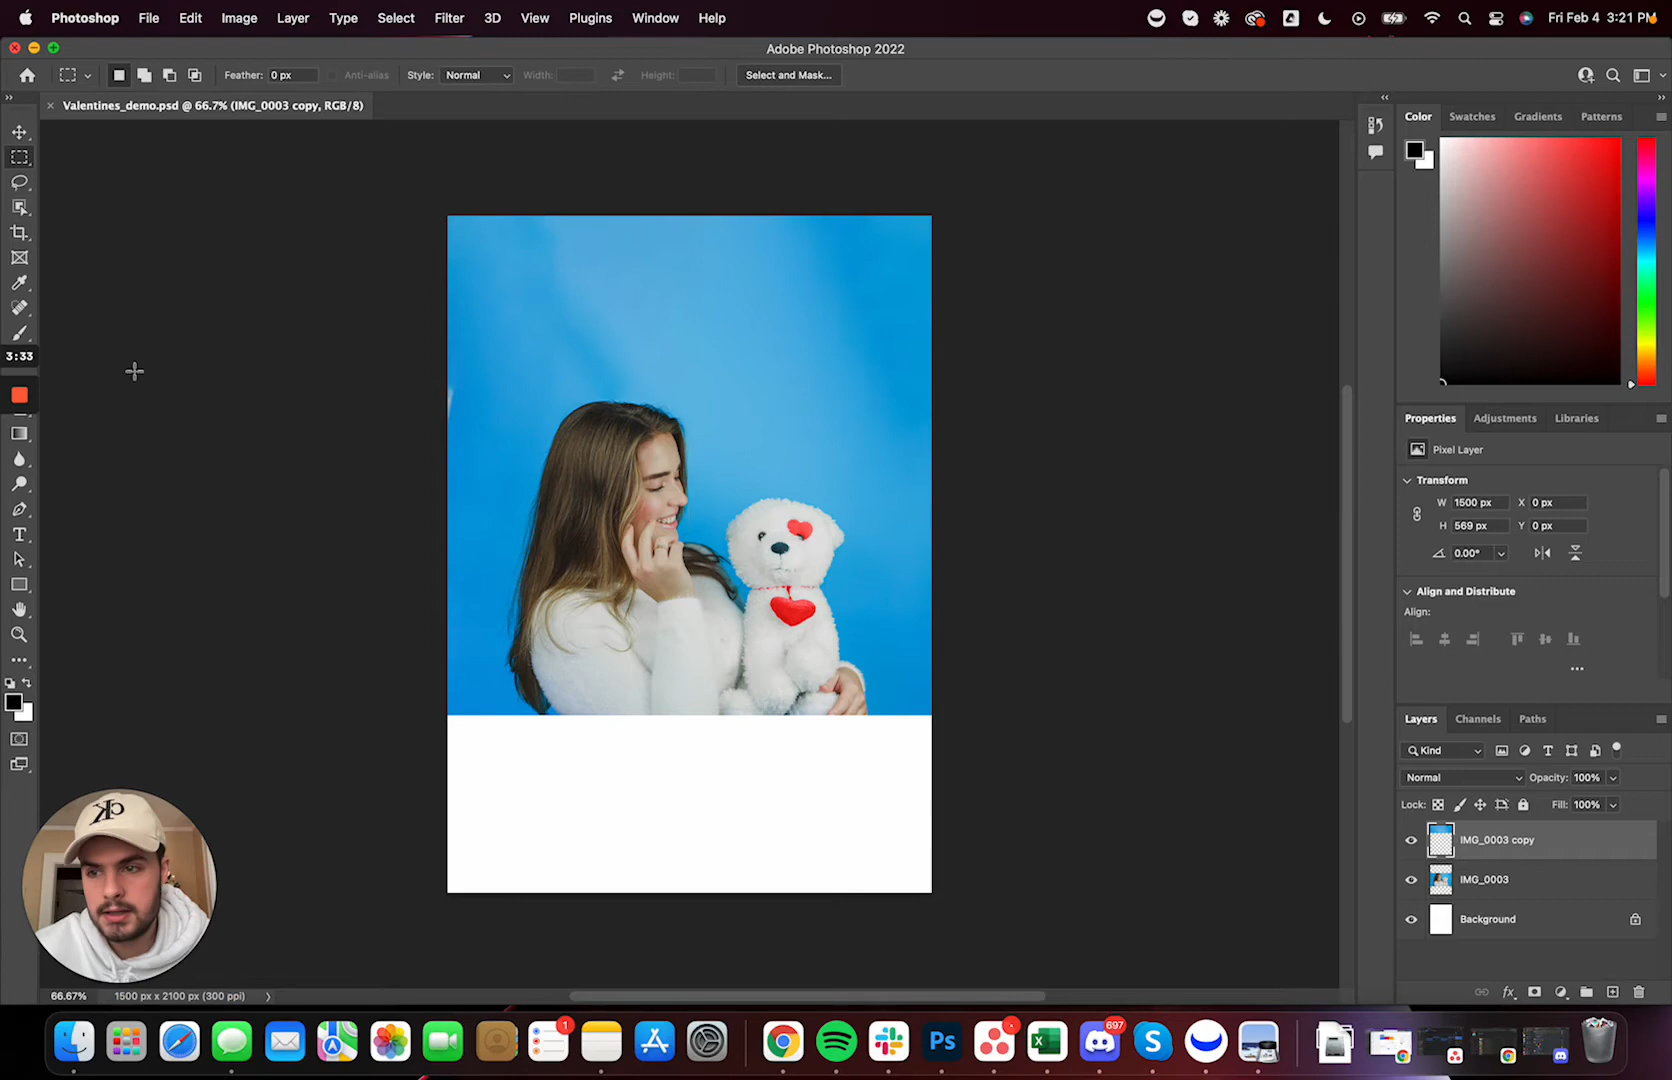 Photoshop File Edit Image Layer Type Select Filter 3D View Plugins Window Help Fri Feb 4 3:21 PM
Adobe Photoshop 2022
Feather: 0 px Anti-alias Style: Normal Width: Height: Select and Mask...
Valentines_demo.psd @ 66.7% (IMG_0003 copy, RGB/8)
Color Swatches Gradients Patterns
3:33
Properties Adjustments Libraries
Pixel Layer
Transform
W 1500 px X 0 px
H 569 px Y 0 px
0.00°
Align and Distribute
Align:
Layers Channels Paths
Kind
Normal Opacity: 100%
Lock: Fill: 100%
IMG_0003 copy
IMG_0003
Background
CK
66.67% 1500 px x 2100 px (300 ppi)
1
Ps
697